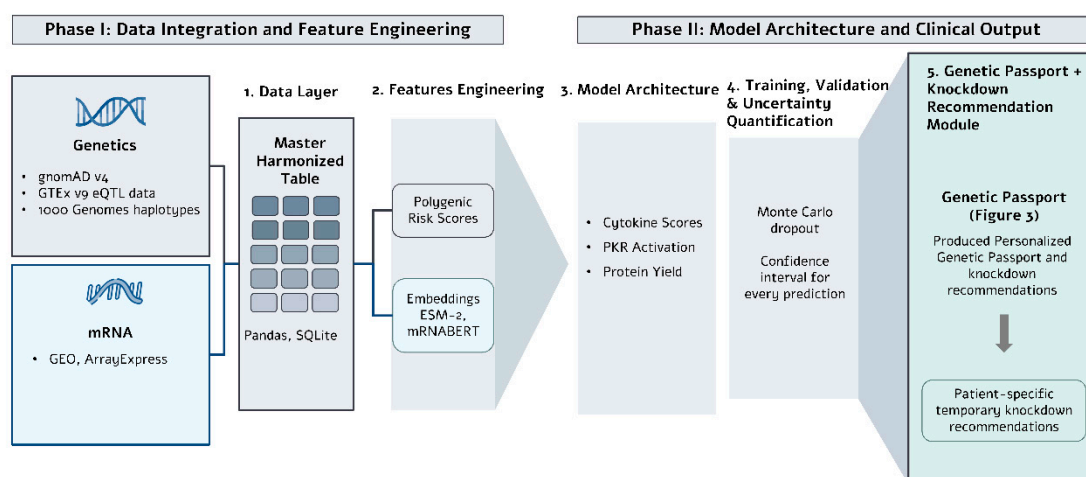 Phase I: Data Integration and Feature Engineering
Phase II: Model Architecture and Clinical Output
Genetics
• gnomAD v4
• GTEx v9 eQTL data
• 1000 Genomes haplotypes
mRNA
• GEO, ArrayExpress
1. Data Layer
Master
Harmonized
Table
Pandas, SQLite
2. Features Engineering
Polygenic
Risk Scores
Embeddings
ESM-2,
mRNABERT
3. Model Architecture
• Cytokine Scores
• PKR Activation
• Protein Yield
4. Training, Validation
& Uncertainty
Quantification
Monte Carlo
dropout
Confidence
interval for
every prediction
5. Genetic Passport +
Knockdown
Recommendation
Module
Genetic Passport
(Figure 3)
Produced Personalized
Genetic Passport and
knockdown
recommendations
Patient-specific
temporary knockdown
recommendations